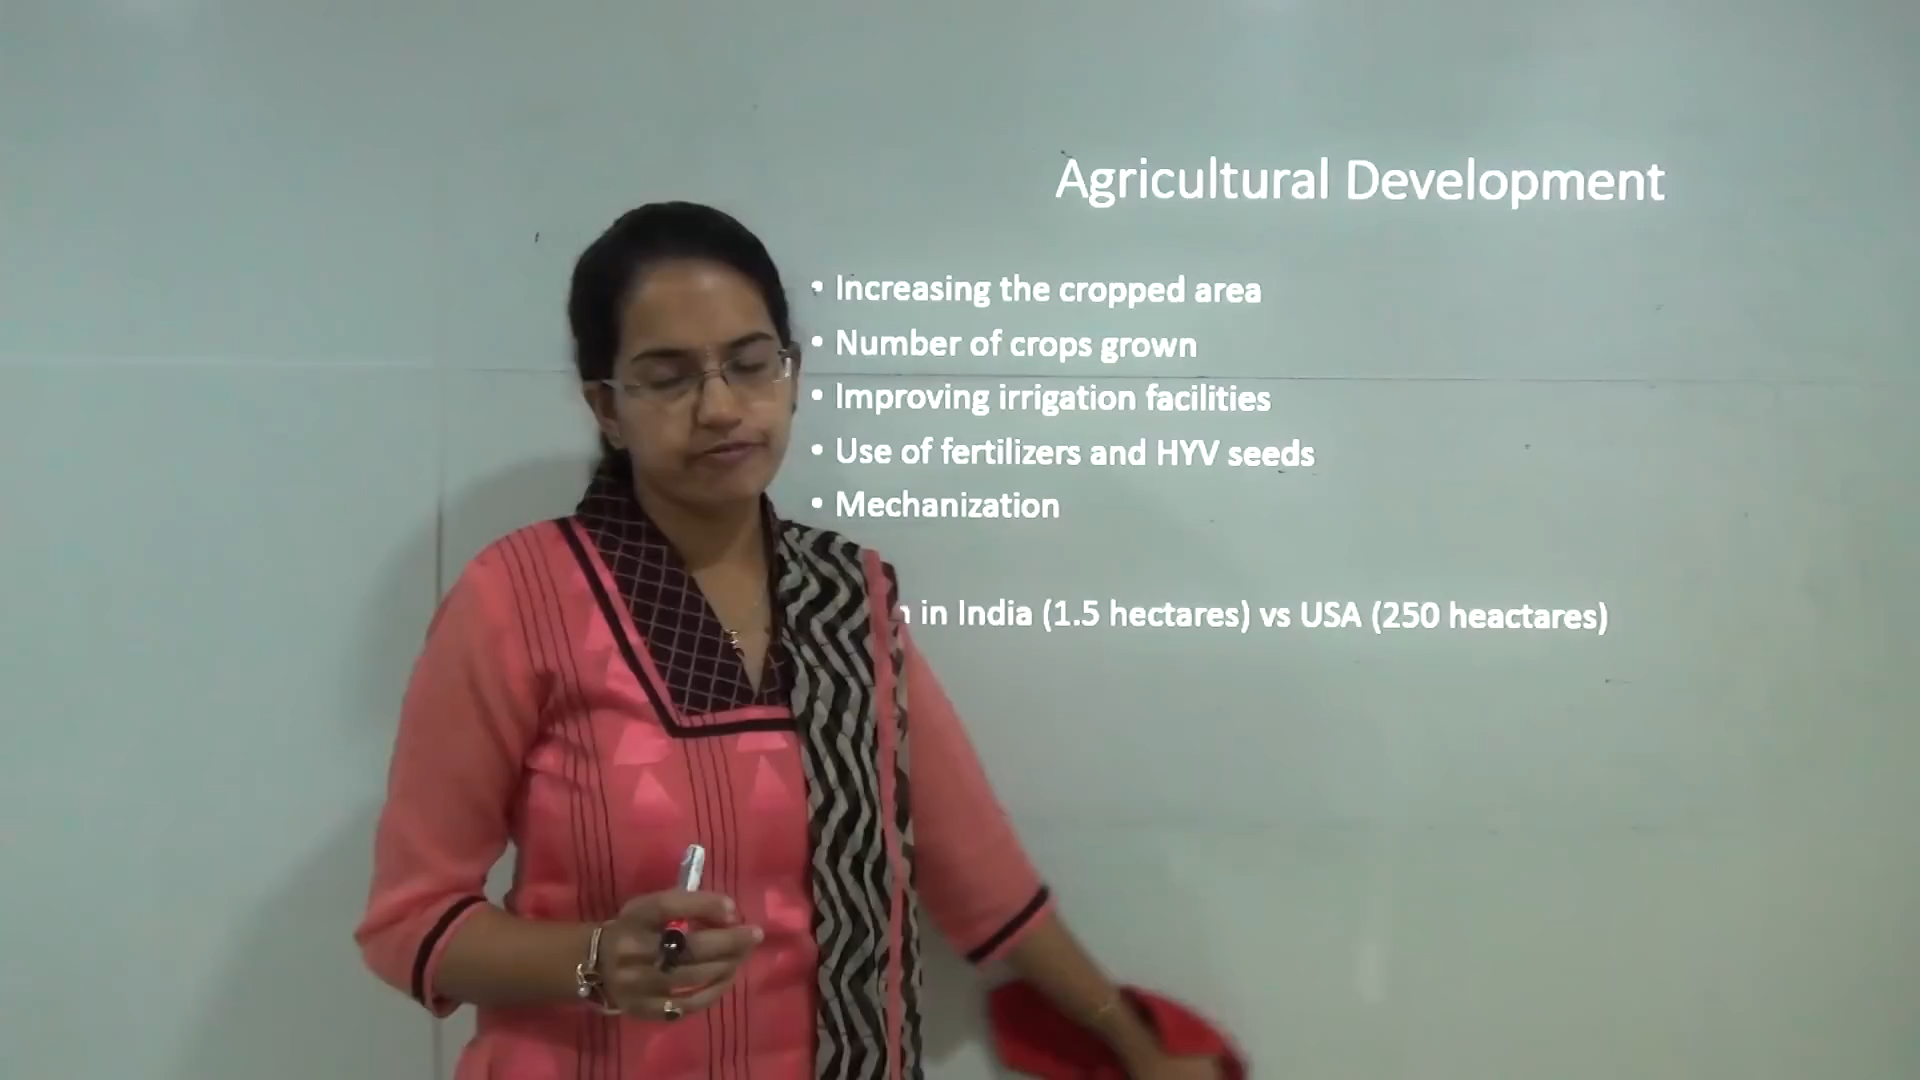 Agricultural Development
• Increasing the cropped area
• Number of crops grown
• Improving irrigation facilities
• Use of fertilizers and HYV seeds
• Mechanization
in India (1.5 hectares) vs USA (250 heactares)